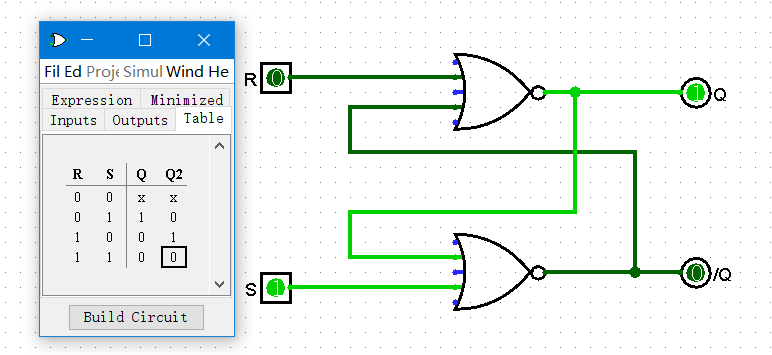 Fil Ed Proje Simul Wind He
Expression Minimized
Inputs Outputs Table
R S Q Q2
0 0 x x
0 1 1 0
1 0 0 1
1 1 0 0
Build Circuit
R 0
1 Q
S 1
0 /Q